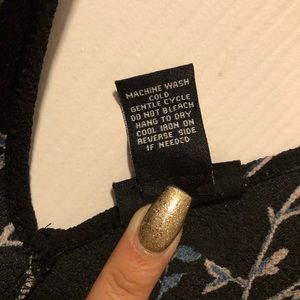 MACHINE WASH
COLD
GENTLE CYCLE
DO NOT BLEACH
HANG TO DRY
COOL IRON ON
REVERSE SIDE
IF NEEDED